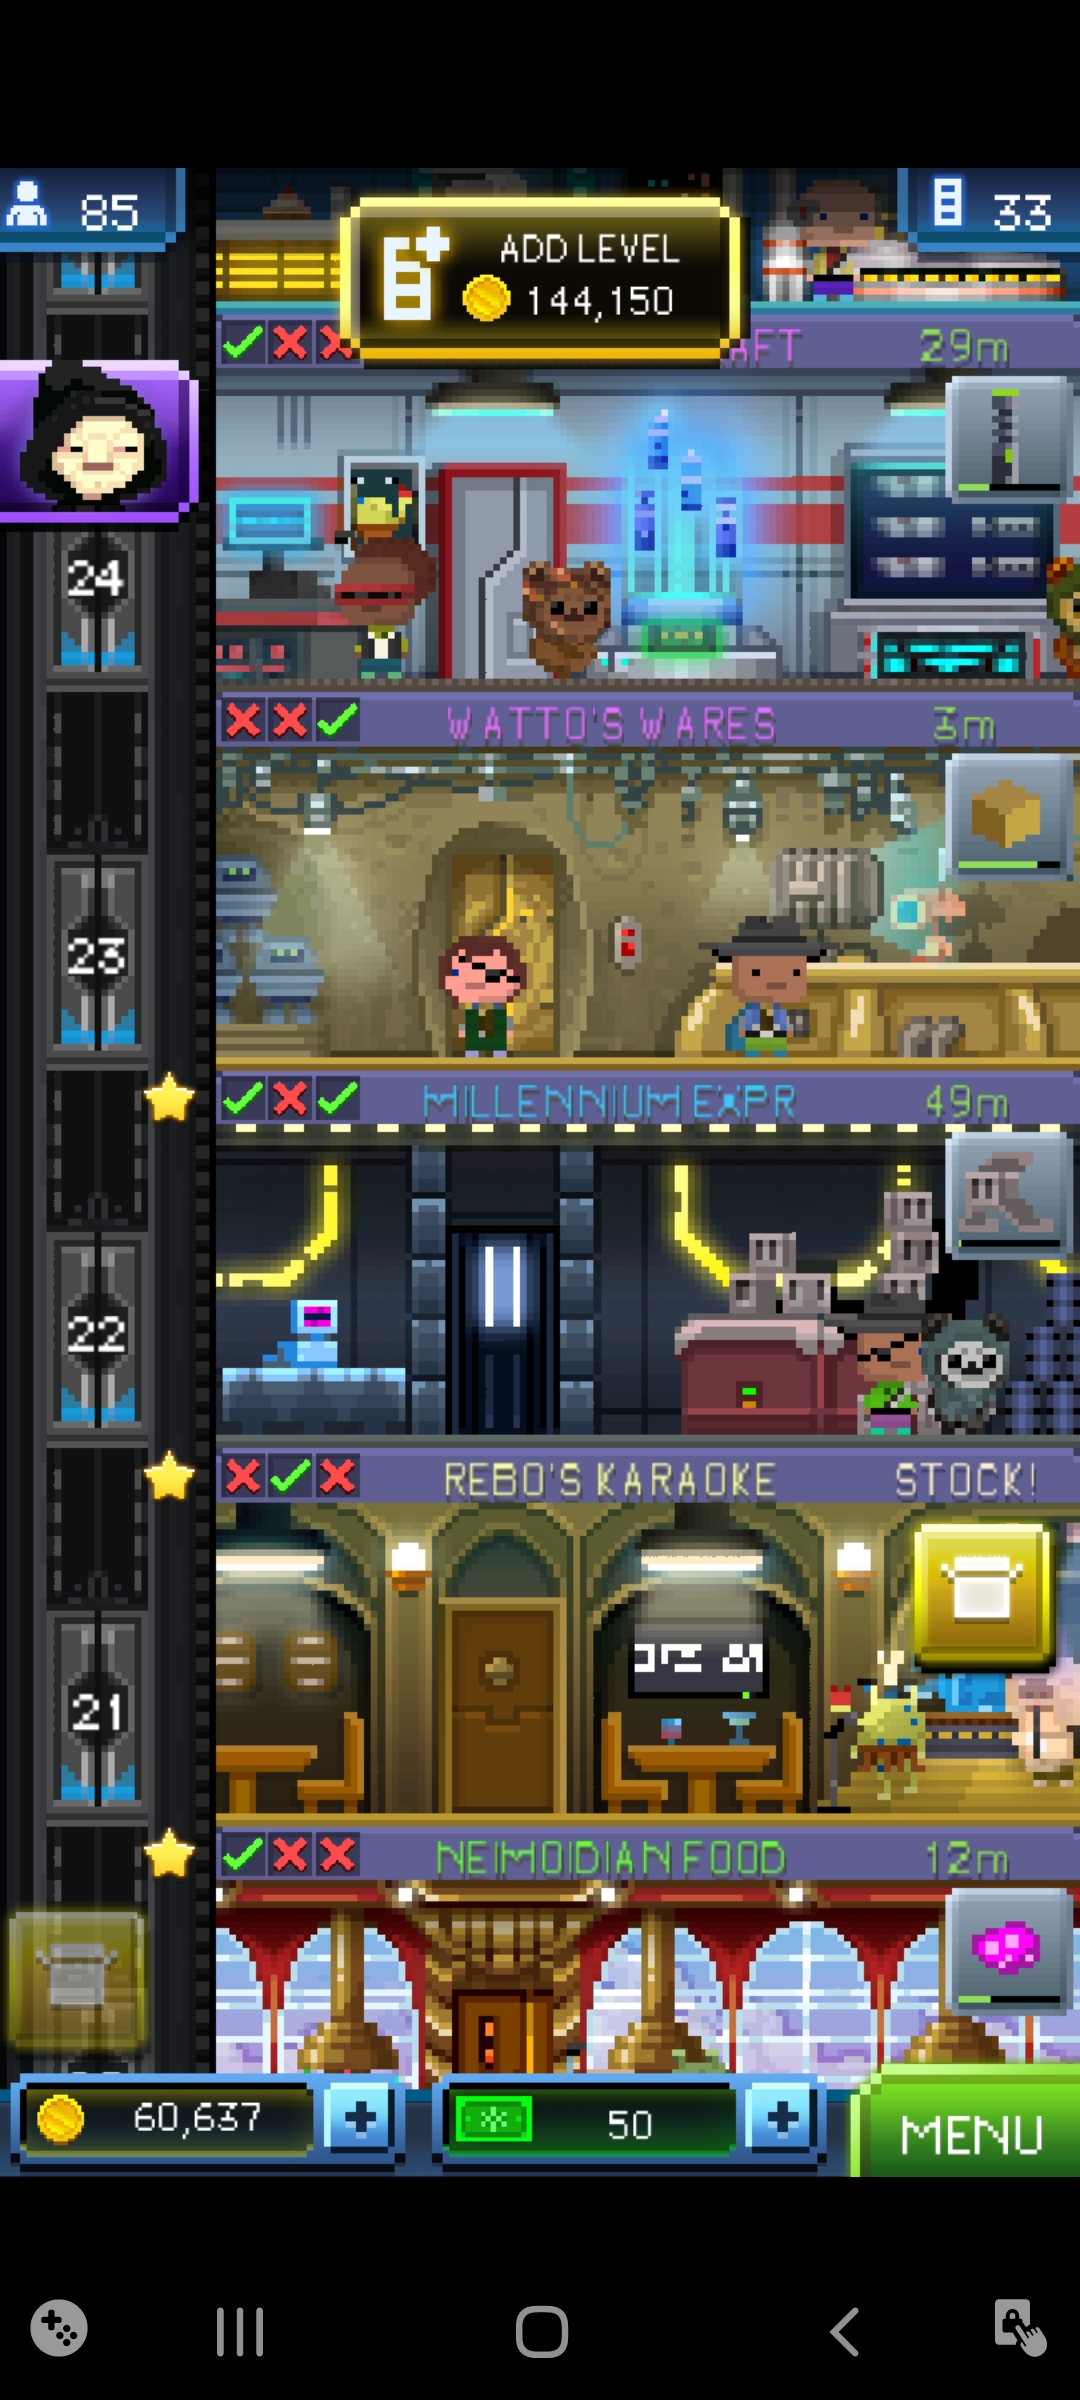 85
33
ADD LEVEL
144,150
29m
24
WATTO'S WARES
3m
23
MILLENNIUM EXPR
49m
22
REBO'S KARAOKE
STOCK!
21
NEIMOIDIAN FOOD
12m
60,637
50
MENU